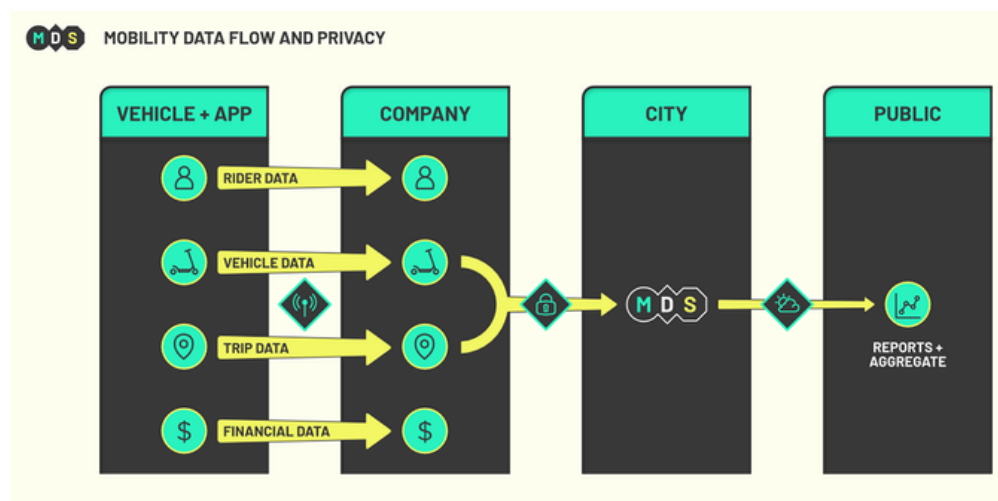 MDS MOBILITY DATA FLOW AND PRIVACY
VEHICLE + APP
COMPANY
CITY
PUBLIC
RIDER DATA
VEHICLE DATA
MDS
TRIP DATA
REPORTS +
AGGREGATE
$ FINANCIAL DATA $